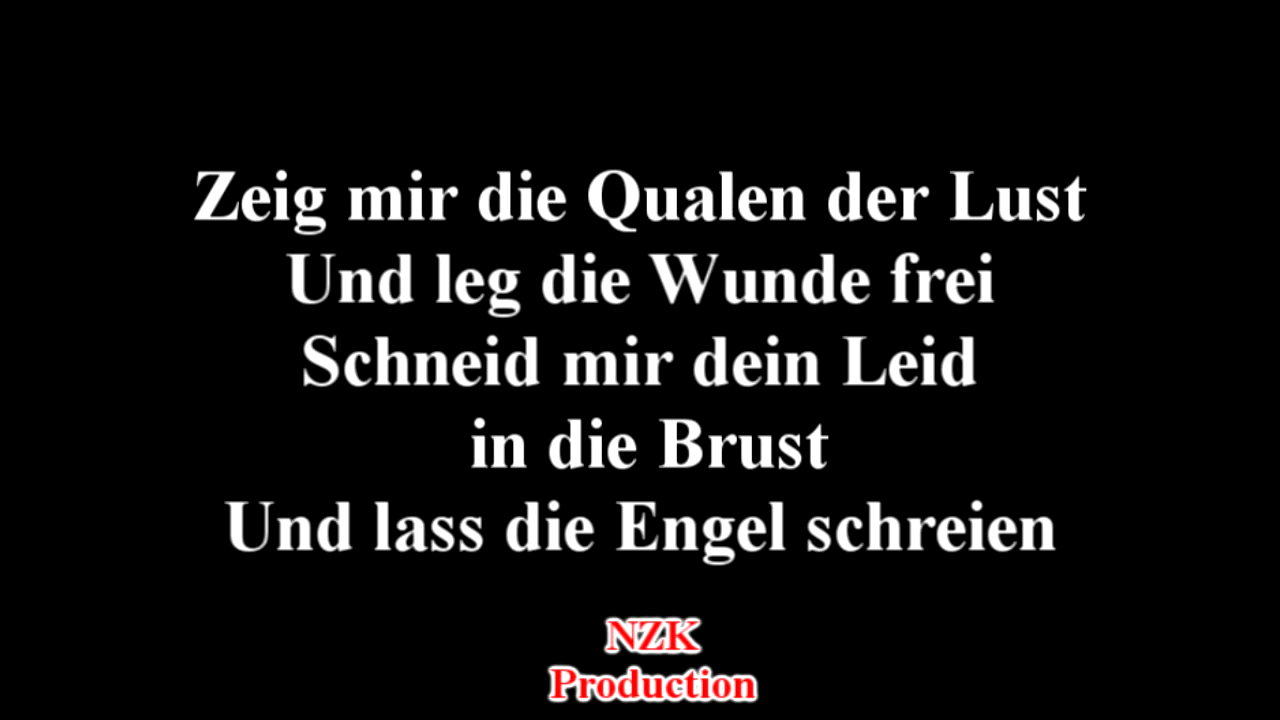 Zeig mir die Qualen der Lust
Und leg die Wunde frei
Schneid mir dein Leid
in die Brust
Und lass die Engel schreien
NZK
Production